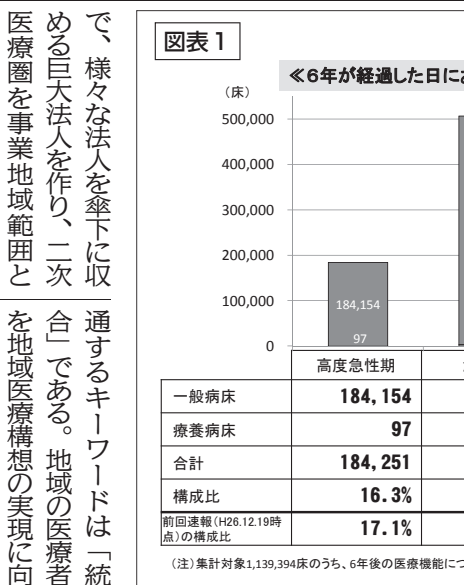 で、様々な法人を傘下に収
める巨大法人を作り、二次
医療圏を事業地域範囲と
通するキーワードは「統
合」である。地域の医療者
を地域医療構想の実現に向
図表1
≪6年が経過した日にお
(床)
500,000
400,000
300,000
200,000
100,000
0
184,154
97
高度急性期
一般病床 184,154
療養病床 97
合計 184,251
構成比 16.3%
前回速報(H26.12.19時
点)の構成比 17.1%
(注)集計対象1,139,394床のうち、6年後の医療機能につ